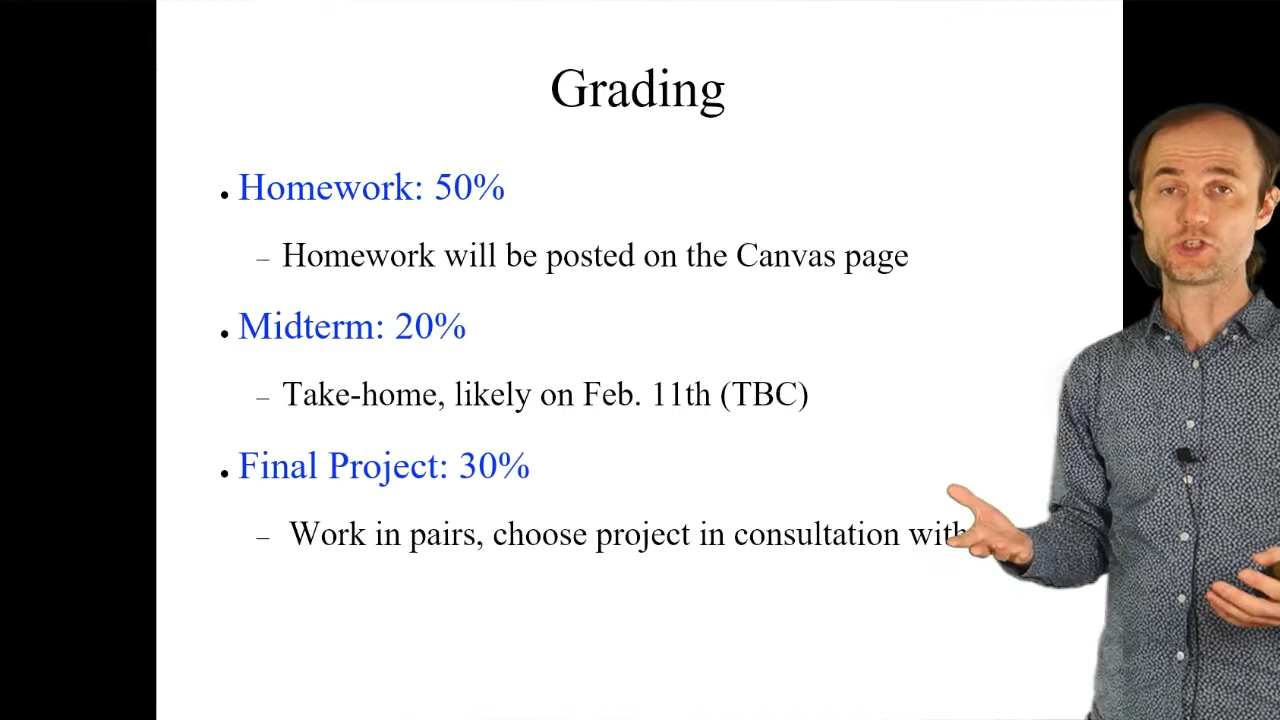 Grading
• Homework: 50%
– Homework will be posted on the Canvas page
• Midterm: 20%
– Take-home, likely on Feb. 11th (TBC)
• Final Project: 30%
– Work in pairs, choose project in consultation with